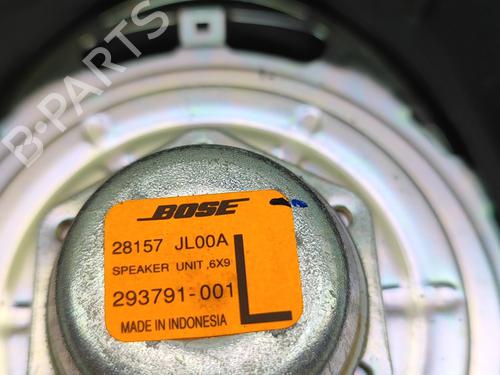 B-PARTS
BOSE
28157 JL00A
SPEAKER UNIT ,6X9
293791-001
L
MADE IN INDONESIA